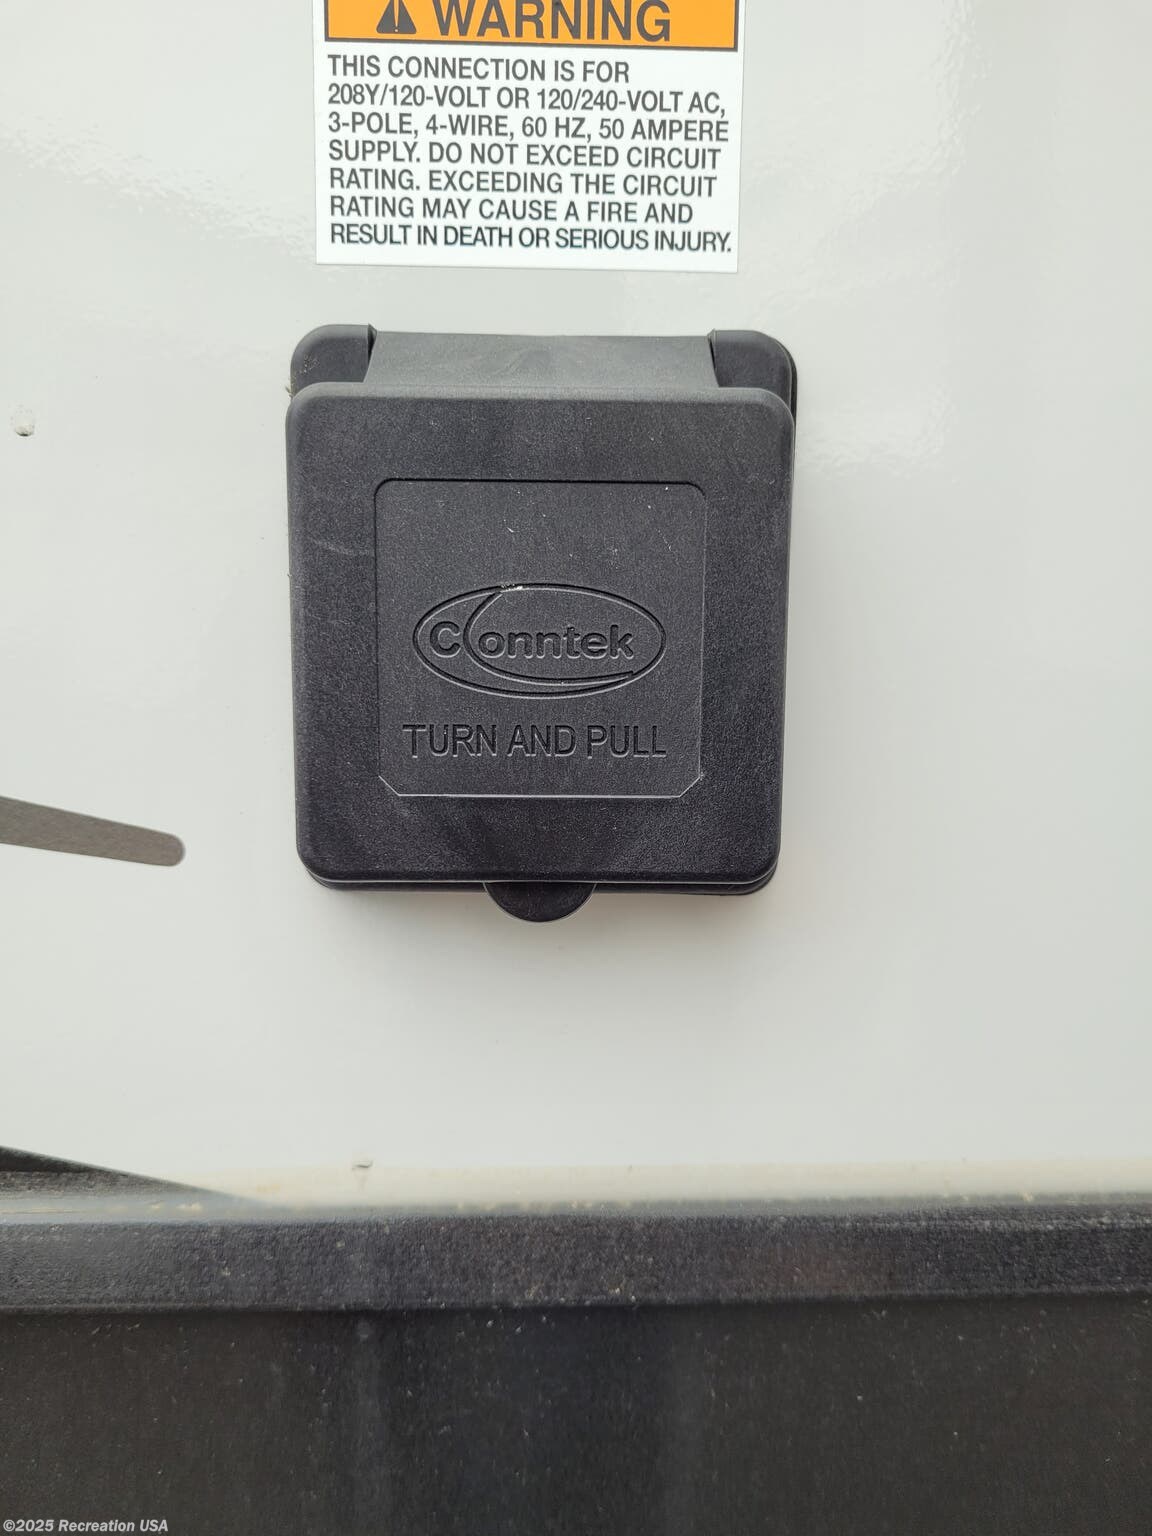 WARNING
THIS CONNECTION IS FOR
208Y/120-VOLT OR 120/240-VOLT AC,
3-POLE, 4-WIRE, 60 HZ, 50 AMPERE
SUPPLY. DO NOT EXCEED CIRCUIT
RATING. EXCEEDING THE CIRCUIT
RATING MAY CAUSE A FIRE AND
RESULT IN DEATH OR SERIOUS INJURY.
Conntek
TURN AND PULL
©2025 Recreation USA